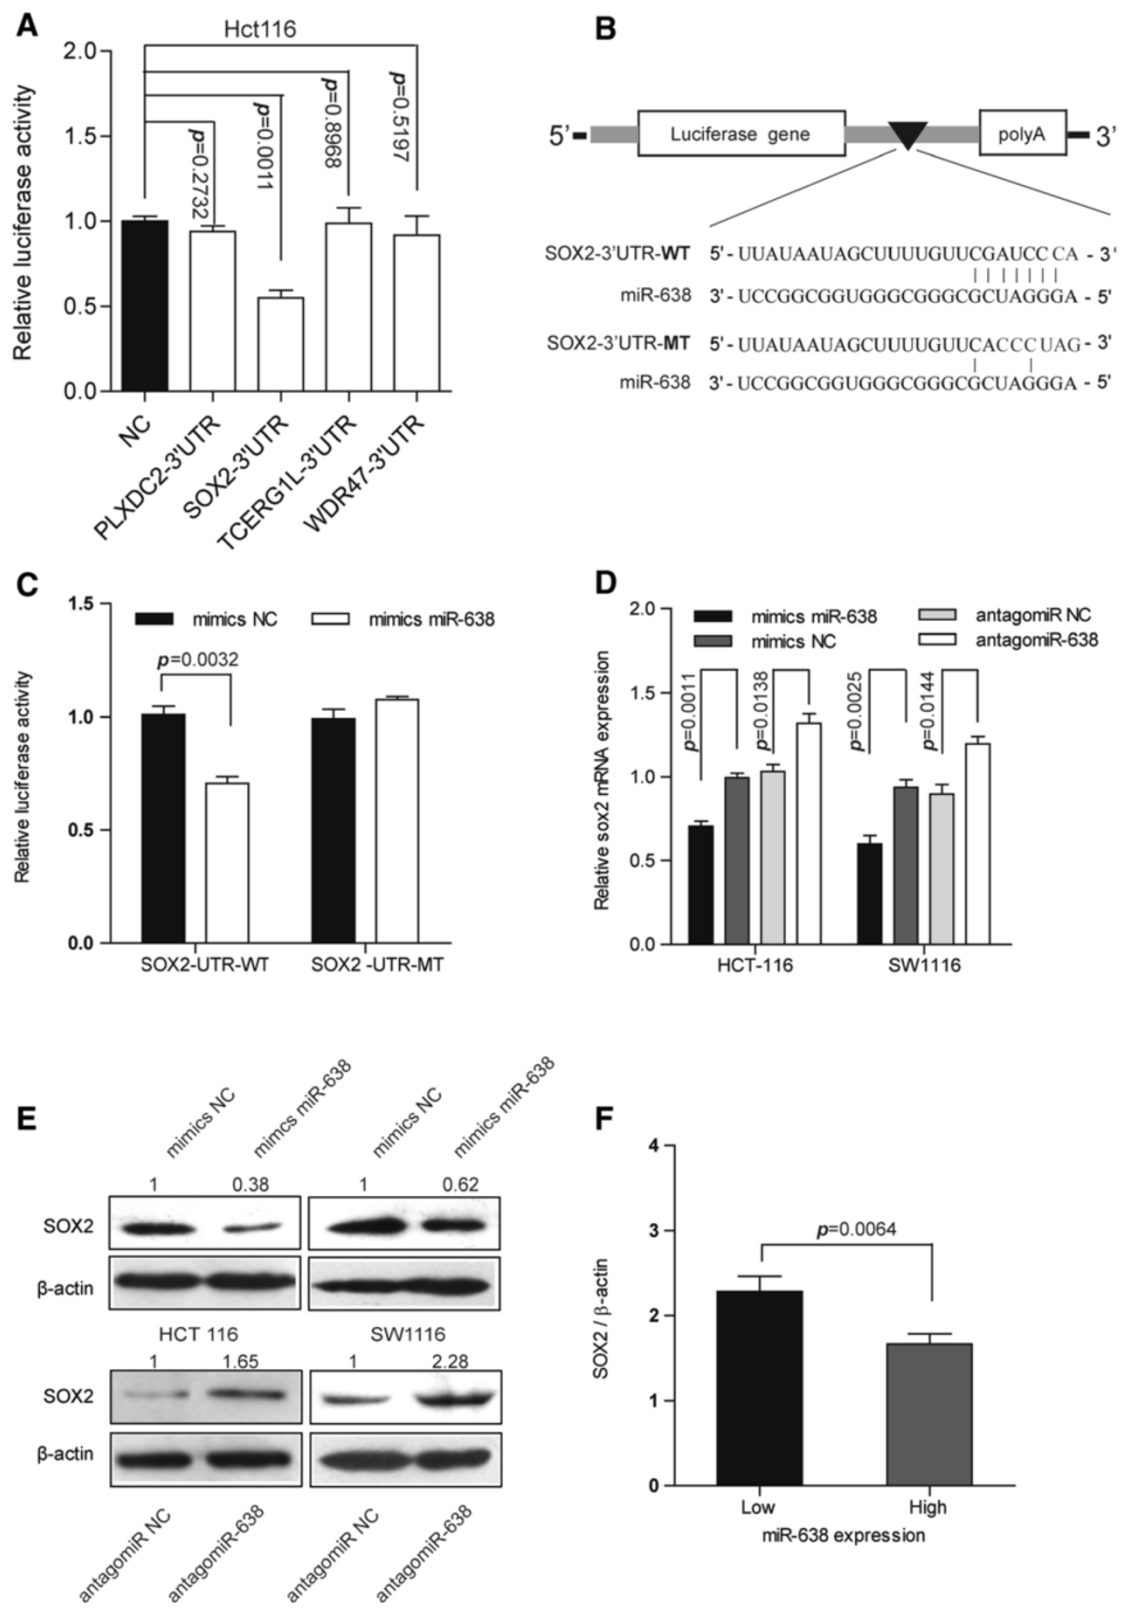 A
Hct116
Relative luciferase activity
2.0
1.5
1.0
0.5
0.0
p=0.2732
p=0.0011
p=0.8968
p=0.5197
NC
PLXDC2-3'UTR
SOX2-3'UTR
TCERG1L-3'UTR
WDR47-3'UTR
B
5' Luciferase gene polyA 3'
SOX2-3'UTR-WT 5'- UUAUAAUAGCUUUUGUUCGAUCCCA - 3'
miR-638 3'- UCCGGCGGUGGGCGGGCGCUAGGGA - 5'
SOX2-3'UTR-MT 5'- UUAUAAUAGCUUUUGUUCACCCUAG - 3'
miR-638 3'- UCCGGCGGUGGGCGGGCGCUAGGGA - 5'
C
mimics NC mimics miR-638
p=0.0032
Relative luciferase activity
1.5
1.0
0.5
0.0
SOX2-UTR-WT SOX2 -UTR-MT
D
mimics miR-638 antagomiR NC
mimics NC antagomiR-638
Relative sox2 mRNA expression
2.0
1.5
1.0
0.5
0.0
p=0.0011
p=0.0138
p=0.0025
p=0.0144
HCT-116 SW1116
E
mimics NC
mimcs miR-638
mimics NC
mimics miR-638
1 0.38 1 0.62
SOX2
β-actin
HCT 116 SW1116
1 1.65 1 2.28
SOX2
β-actin
antagomiR NC
antagomiR-638
antagomiR NC
antagomiR-638
F
SOX2 / β-actin
4
3
2
1
0
p=0.0064
Low High
miR-638 expression